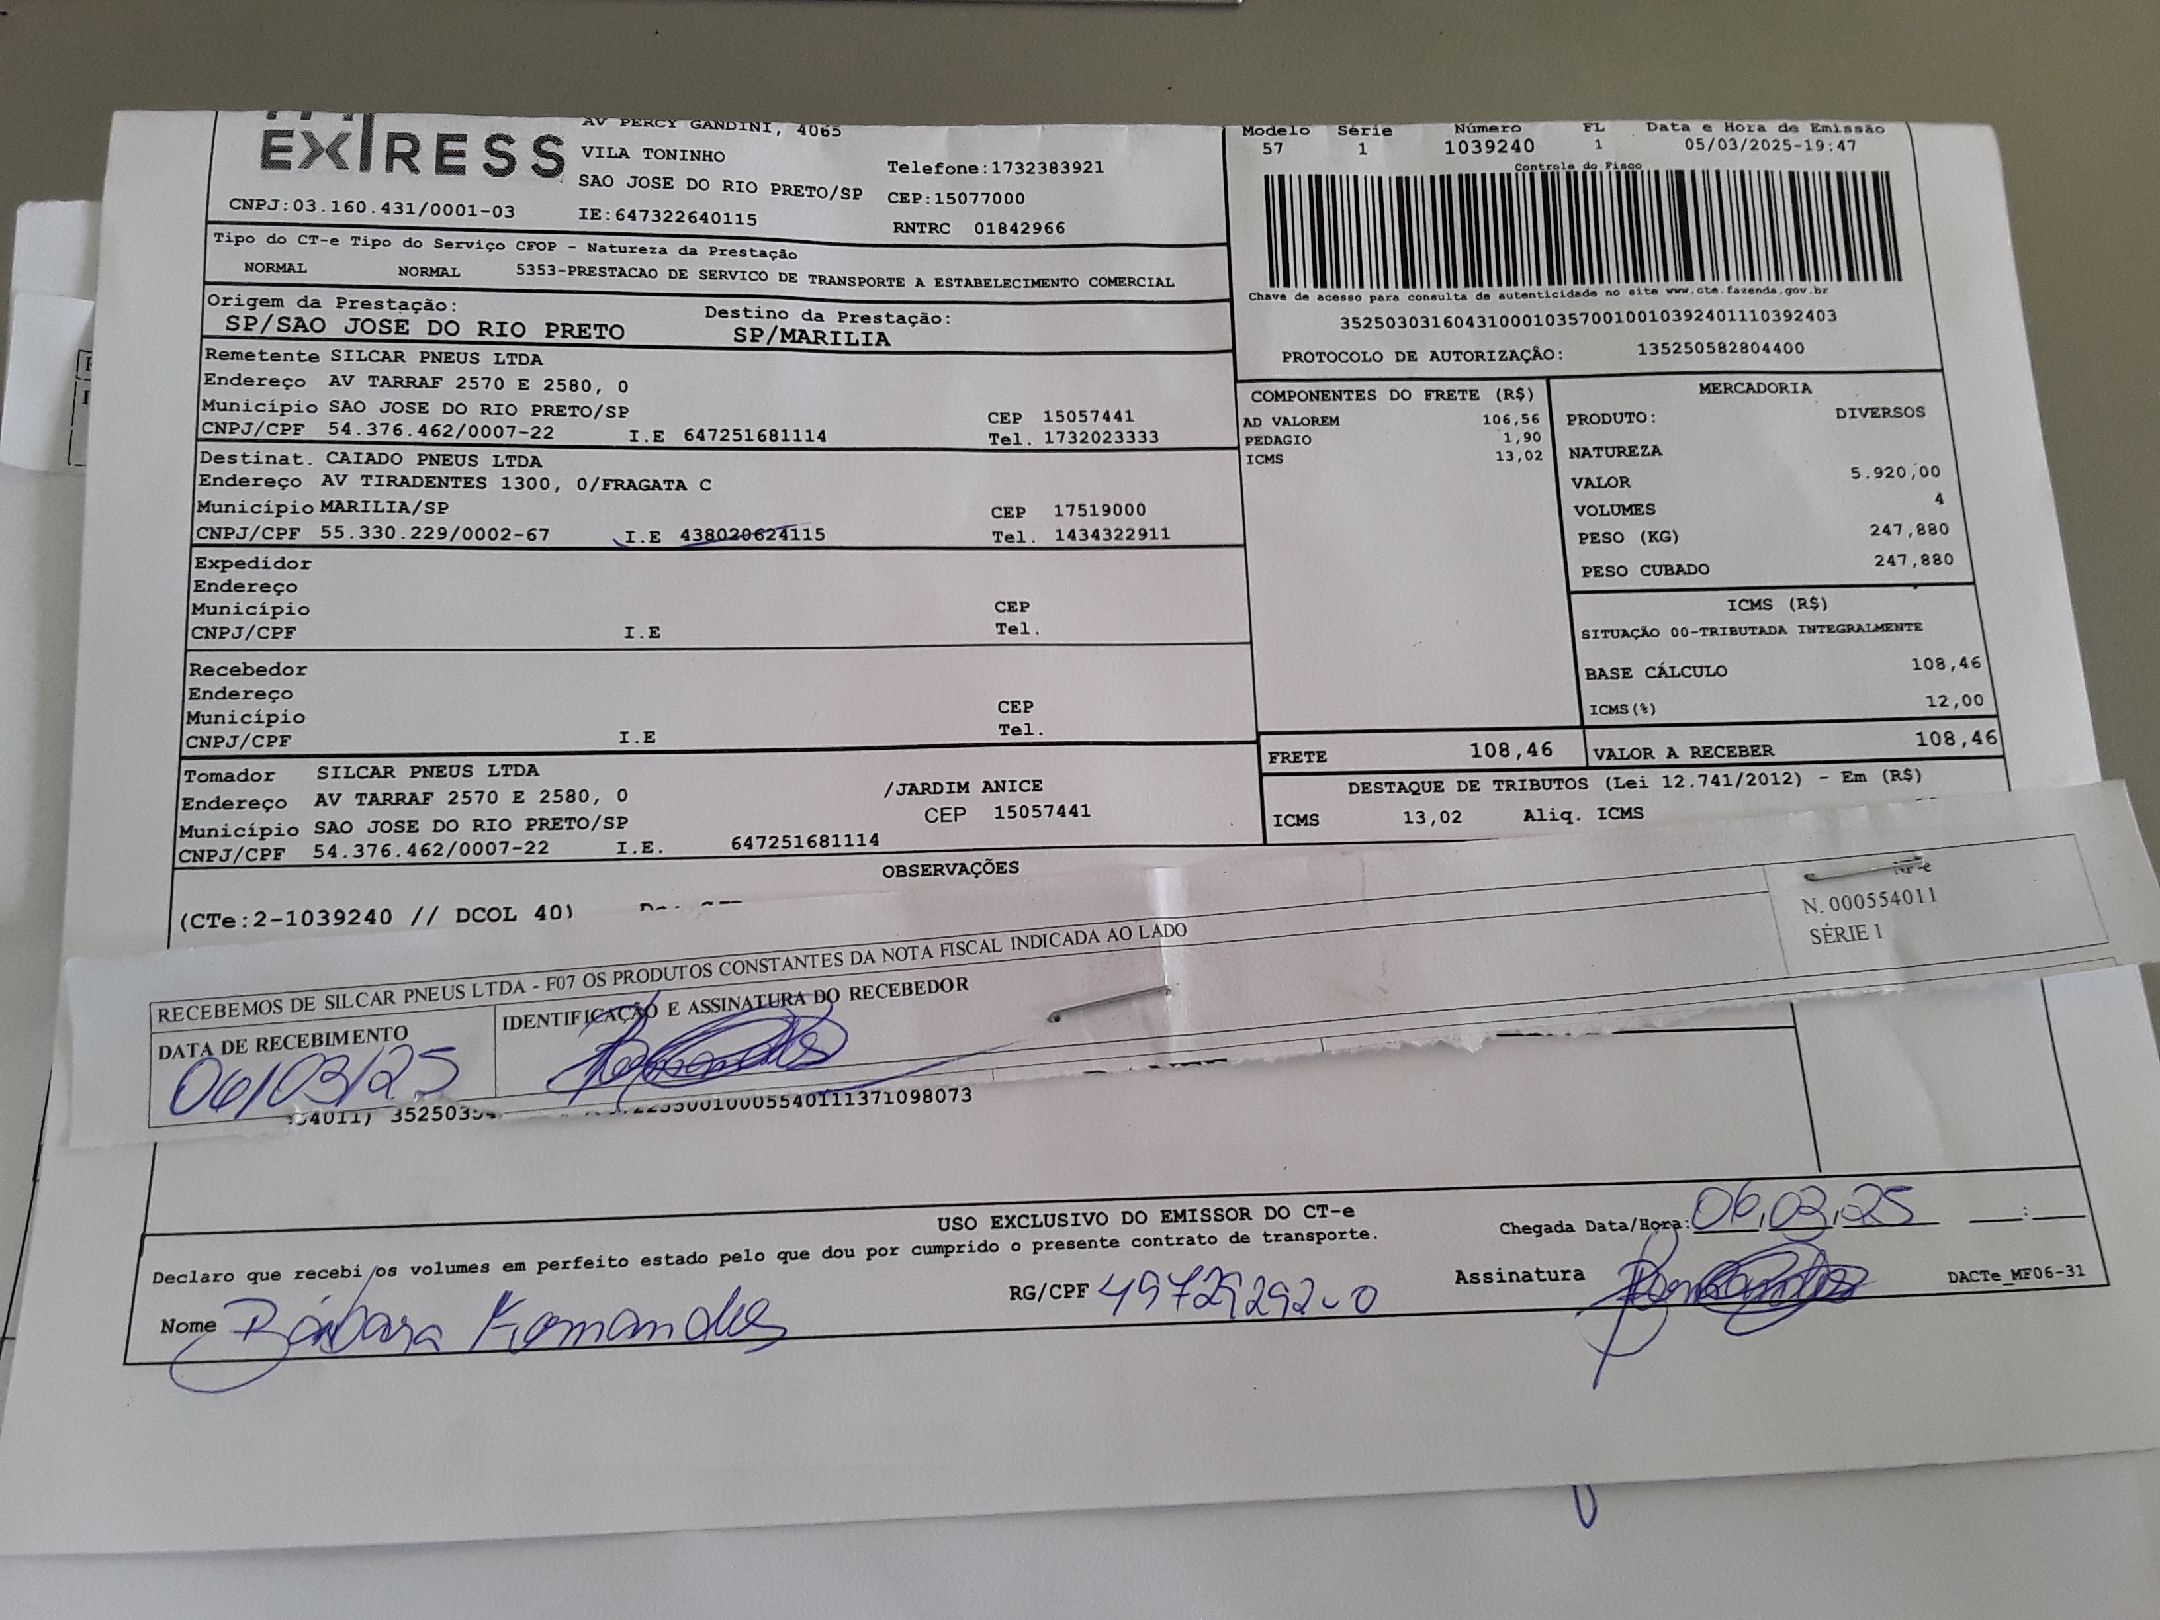 EXPRESS
AV PERCY GANDINI, 4065
VILA TONINHO
SAO JOSE DO RIO PRETO/SP
Telefone:1732383921
CEP:15077000
CNPJ:03.160.431/0001-03 IE:647322640115 RNTRC 01842966
Modelo Série Número FL Data e Hora de Emissão
57 1 1039240 1 05/03/2025-19:47
Controle do Fisco
Chave de acesso para consulta de autenticidade no site www.cte.fazenda.gov.br
35250303160431000103570010010392401110392403
PROTOCOLO DE AUTORIZAÇÃO: 135250582804400
Tipo do CT-e Tipo do Serviço CFOP - Natureza da Prestação
NORMAL NORMAL 5353-PRESTACAO DE SERVICO DE TRANSPORTE A ESTABELECIMENTO COMERCIAL
Origem da Prestação: Destino da Prestação:
SP/SAO JOSE DO RIO PRETO SP/MARILIA
Remetente SILCAR PNEUS LTDA
Endereço AV TARRAF 2570 E 2580, 0
Município SAO JOSE DO RIO PRETO/SP CEP 15057441
CNPJ/CPF 54.376.462/0007-22 I.E 647251681114 Tel. 1732023333
Destinat. CAIADO PNEUS LTDA
Endereço AV TIRADENTES 1300, 0/FRAGATA C
Município MARILIA/SP CEP 17519000
CNPJ/CPF 55.330.229/0002-67 I.E 438020624115 Tel. 1434322911
Expedidor
Endereço
Município CEP
CNPJ/CPF I.E Tel.
Recebedor
Endereço
Município CEP
CNPJ/CPF I.E Tel.
Tomador SILCAR PNEUS LTDA
Endereço AV TARRAF 2570 E 2580, 0 /JARDIM ANICE
Município SAO JOSE DO RIO PRETO/SP CEP 15057441
CNPJ/CPF 54.376.462/0007-22 I.E. 647251681114
COMPONENTES DO FRETE (R$)
AD VALOREM 106,56
PEDAGIO 1,90
ICMS 13,02
MERCADORIA
PRODUTO: DIVERSOS
NATUREZA
VALOR 5.920,00
VOLUMES 4
PESO (KG) 247,880
PESO CUBADO 247,880
ICMS (R$)
SITUAÇÃO 00-TRIBUTADA INTEGRALMENTE
BASE CÁLCULO 108,46
ICMS(%) 12,00
FRETE 108,46 VALOR A RECEBER 108,46
DESTAQUE DE TRIBUTOS (Lei 12.741/2012) - Em (R$)
ICMS 13,02 Aliq. ICMS
OBSERVAÇÕES
(CTe:2-1039240 // DCOL 40)
RECEBEMOS DE SILCAR PNEUS LTDA - F07 OS PRODUTOS CONSTANTES DA NOTA FISCAL INDICADA AO LADO
NF-e
N. 000554011
SÉRIE 1
DATA DE RECEBIMENTO IDENTIFICAÇÃO E ASSINATURA DO RECEBEDOR
06/03/25
USO EXCLUSIVO DO EMISSOR DO CT-e
Declaro que recebi os volumes em perfeito estado pelo que dou por cumprido o presente contrato de transporte.
Chegada Data/Hora: 06,03,25 :
Nome Bárbara RG/CPF 49729292-0 Assinatura
DACTe_MF06-31